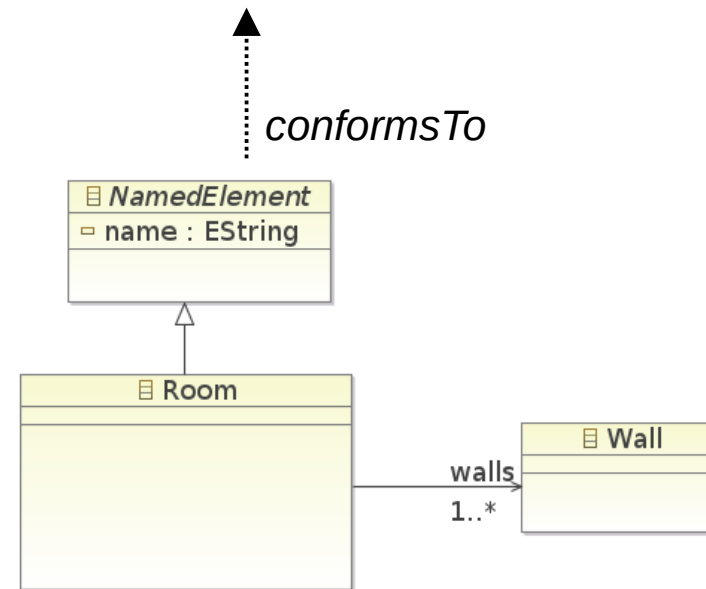 conformsTo
NamedElement
name : EString
Room
Wall
walls
1..*